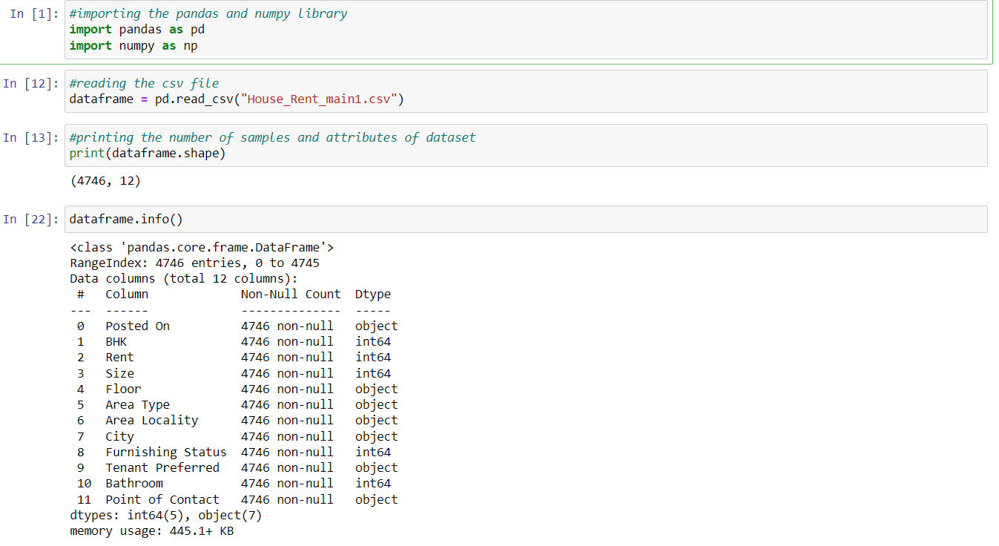 In [1]: #importing the pandas and numpy library
import pandas as pd
import numpy as np
In [12]: #reading the csv file
dataframe = pd.read_csv("House_Rent_main1.csv")
In [13]: #printing the number of samples and attributes of dataset
print(dataframe.shape)
(4746, 12)
In [22]: dataframe.info()
<class 'pandas.core.frame.DataFrame'>
RangeIndex: 4746 entries, 0 to 4745
Data columns (total 12 columns):
 #   Column             Non-Null Count  Dtype
---  ------             --------------  -----
 0   Posted On          4746 non-null   object
 1   BHK                4746 non-null   int64
 2   Rent               4746 non-null   int64
 3   Size               4746 non-null   int64
 4   Floor              4746 non-null   object
 5   Area Type          4746 non-null   object
 6   Area Locality      4746 non-null   object
 7   City               4746 non-null   object
 8   Furnishing Status  4746 non-null   int64
 9   Tenant Preferred   4746 non-null   object
 10  Bathroom           4746 non-null   int64
 11  Point of Contact   4746 non-null   object
dtypes: int64(5), object(7)
memory usage: 445.1+ KB